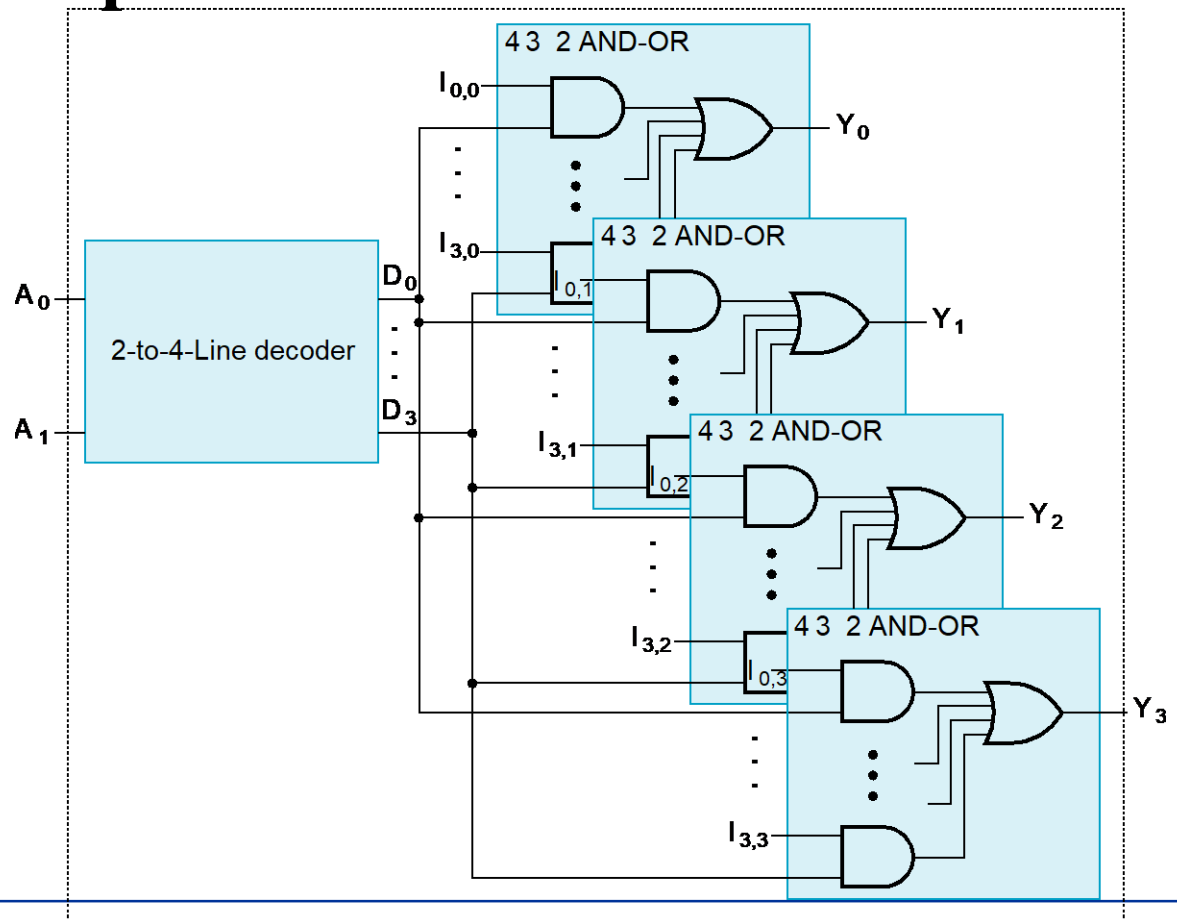 4 3 2 AND-OR
I0,0
Y0
I3,0
4 3 2 AND-OR
I0,1
D0
A0
Y1
2-to-4-Line decoder
D3
A1
4 3 2 AND-OR
I3,1
I0,2
Y2
4 3 2 AND-OR
I3,2
I0,3
Y3
I3,3